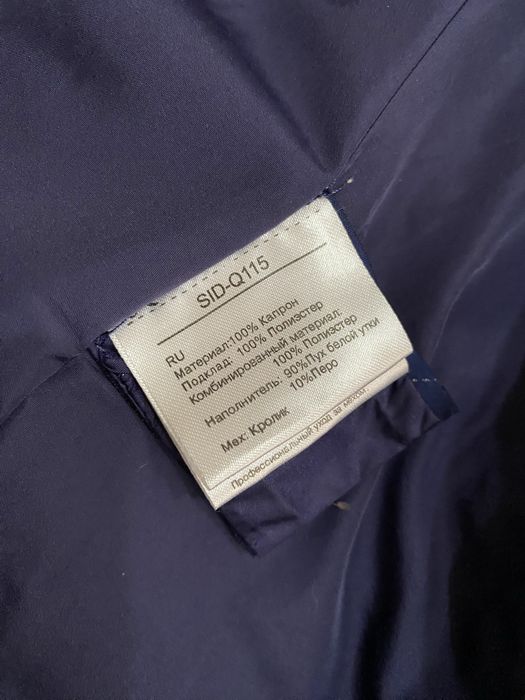 SID-Q115
RU
Материал:100% Капрон
Подклад: 100% Полиэстер
Комбинированный материал:
100% Полиэстер
Наполнитель: 90%Пух белой утки
10%Перо
Мех: Кролик
Профессиональный уход за мехом.